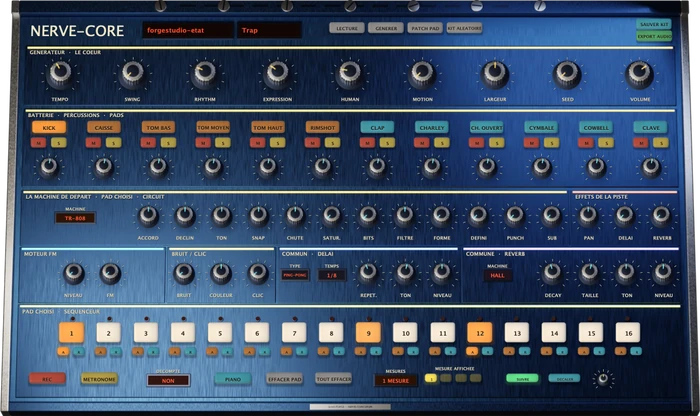 NERVE-CORE forgestudio-etat Trap LECTURE GENERER PATCH PAD KIT ALEATOIRE SAUVER KIT
EXPORT AUDIO
GENERATEUR · LE COEUR
TEMPO SWING RHYTHM EXPRESSION HUMAN MOTION LARGEUR SEED VOLUME
BATTERIE · PERCUSSIONS · PADS
KICK CAISSE TOM BAS TOM MOYEN TOM HAUT RIMSHOT CLAP CHARLEY CH. OUVERT CYMBALE COWBELL CLAVE
M S M S M S M S M S M S M S M S M S M S M S M S
LA MACHINE DE DEPART · PAD CHOISI · CIRCUIT EFFETS DE LA PISTE
MACHINE
TR-808
ACCORD DECLIN TON SNAP CHUTE SATUR. BITS FILTRE FORME DEFINI PUNCH SUB PAN DELAI REVERB
MOTEUR FM BRUIT / CLIC COMMUN · DELAI COMMUNE · REVERB
TYPE TEMPS MACHINE
PING-PONG 1/8 HALL
NIVEAU FM BRUIT COULEUR CLIC REPET. TON NIVEAU DECAY TAILLE TON NIVEAU
PAD CHOISI · SEQUENCEUR
1 2 3 4 5 6 7 8 9 10 11 12 13 14 15 16
DECOMPTE MESURES MESURE AFFICHEE
REC METRONOME NON PIANO EFFACER PAD TOUT EFFACER 1 MESURE 1 SUIVRE DECALER